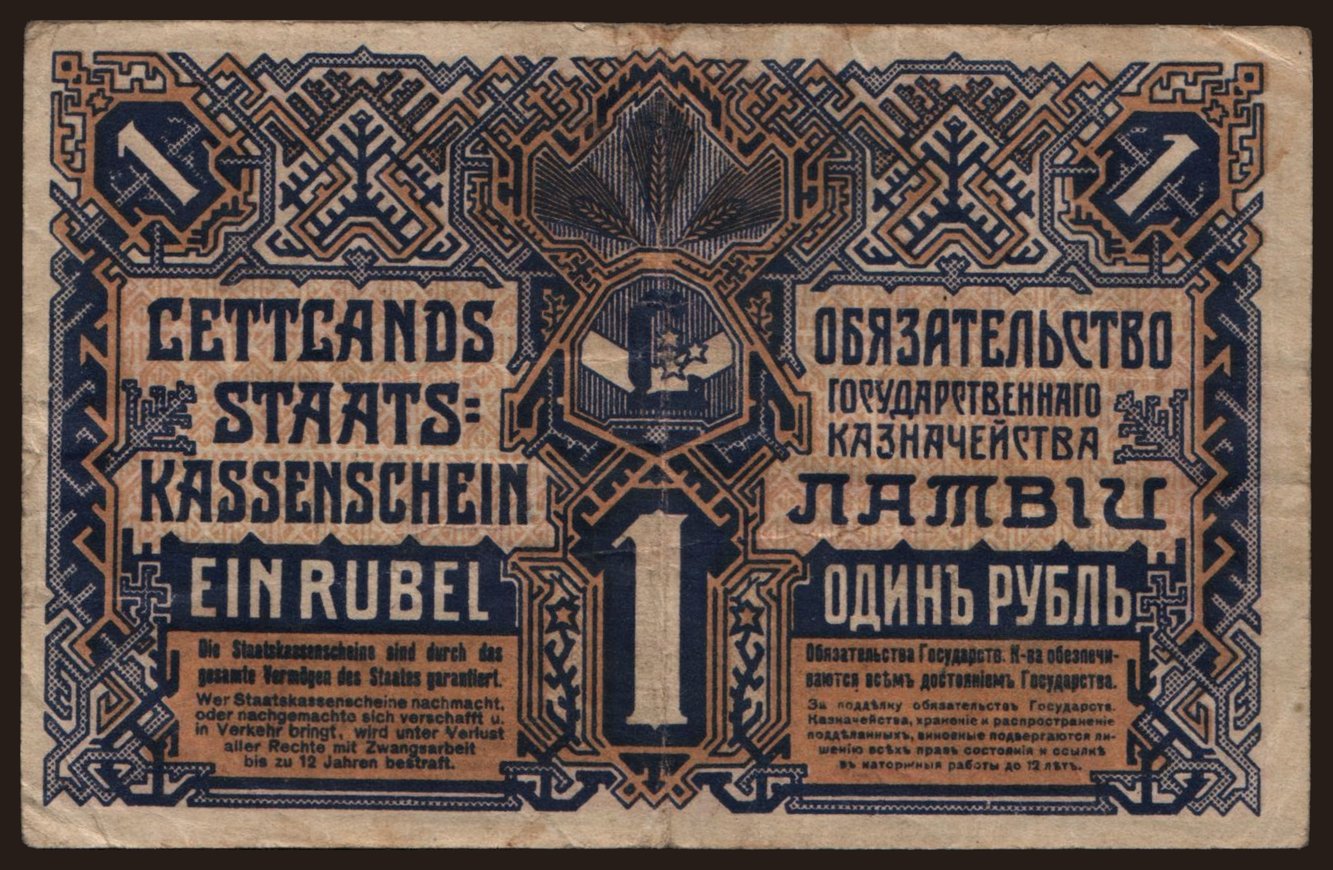 1
1
LETTLANDS
STAATS=
KASSENSCHEIN
EIN RUBEL
Die Staatskassenscheine sind durch das
gesamte Vermögen des Staates garantiert.
Wer Staatskassenscheine nachmacht,
oder nachgemachte sich verschafft u.
in Verkehr bringt, wird unter Verlust
aller Rechte mit Zwangsarbeit
bis zu 12 Jahren bestraft.
L
1
ОБЯЗАТЕЛЬСТВО
ГОСУДАРСТВЕННАГО
КАЗНАЧЕЙСТВА
ЛАТВІИ
ОДИНЪ РУБЛЬ
Обязательства Государств. К-ва обезпечи-
ваются всѣмъ достояніемъ Государства.
За поддѣлку обязательствъ Государств.
Казначейства, храненіе и распространеніе
поддѣланныхъ, виновные подвергаются ли-
шенію всѣхъ правъ состоянія и ссылкѣ
въ каторжныя работы до 12 лѣтъ.